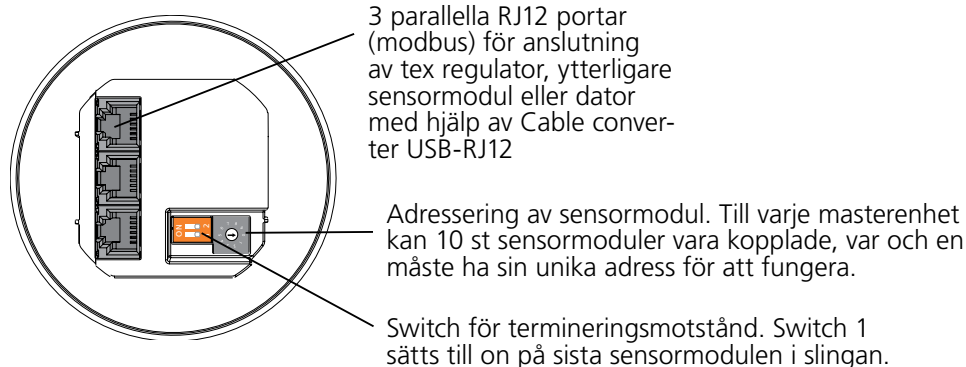 3 parallella RJ12 portar
(modbus) för anslutning
av tex regulator, ytterligare
sensormodul eller dator
med hjälp av Cable conver-
ter USB-RJ12
ON
2
Adressering av sensormodul. Till varje masterenhet
kan 10 st sensormoduler vara kopplade, var och en
måste ha sin unika adress för att fungera.
Switch för termineringsmotstånd. Switch 1
sätts till on på sista sensormodulen i slingan.